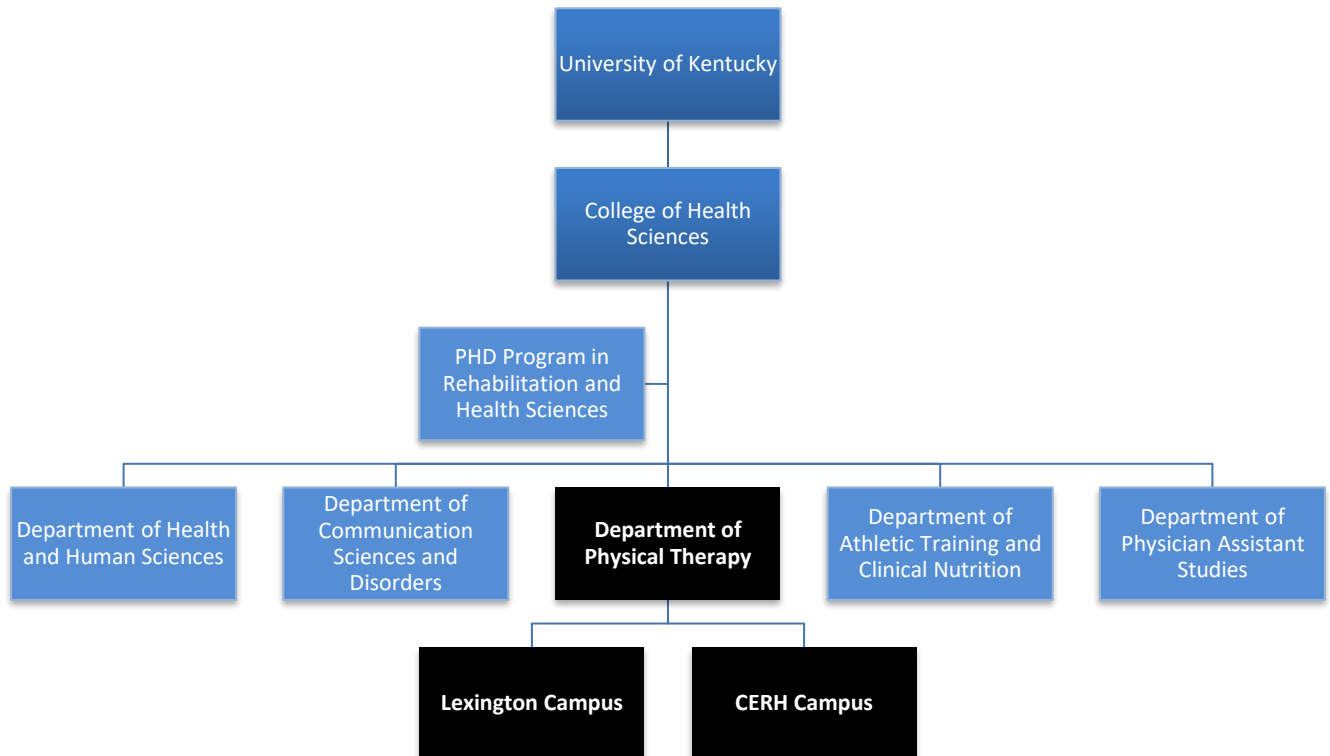 University of Kentucky
College of Health
Sciences
PHD Program in
Rehabilitation and
Health Sciences
Department of Health
and Human Sciences
Department of
Communication
Sciences and
Disorders
Department of
Physical Therapy
Department of
Athletic Training and
Clinical Nutrition
Department of
Physician Assistant
Studies
Lexington Campus
CERH Campus